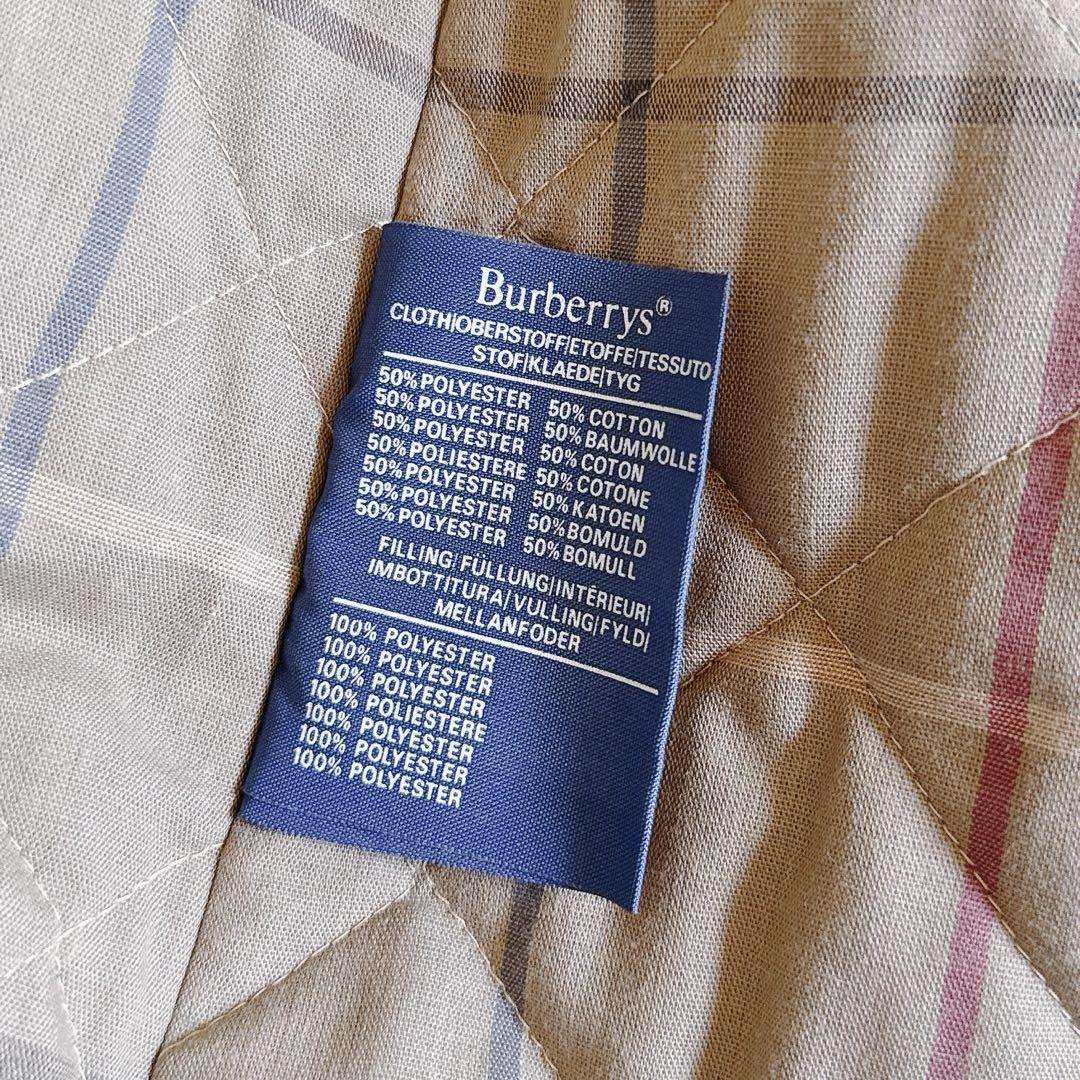 Burberrys®
CLOTH|OBERSTOFF|ETOFFE|TESSUTO
STOF|KLAEDE|TYG
50% POLYESTER 50% COTTON
50% POLYESTER 50% BAUMWOLLE
50% POLYESTER 50% COTON
50% POLIESTERE 50% COTONE
50% POLYESTER 50% KATOEN
50% POLYESTER 50% BOMULD
50% POLYESTER 50% BOMULL
FILLING|FÜLLUNG|INTÉRIEUR|
IMBOTTITURA|VULLING|FYLD|
MELLANFODER
100% POLYESTER
100% POLYESTER
100% POLYESTER
100% POLIESTERE
100% POLYESTER
100% POLYESTER
100% POLYESTER